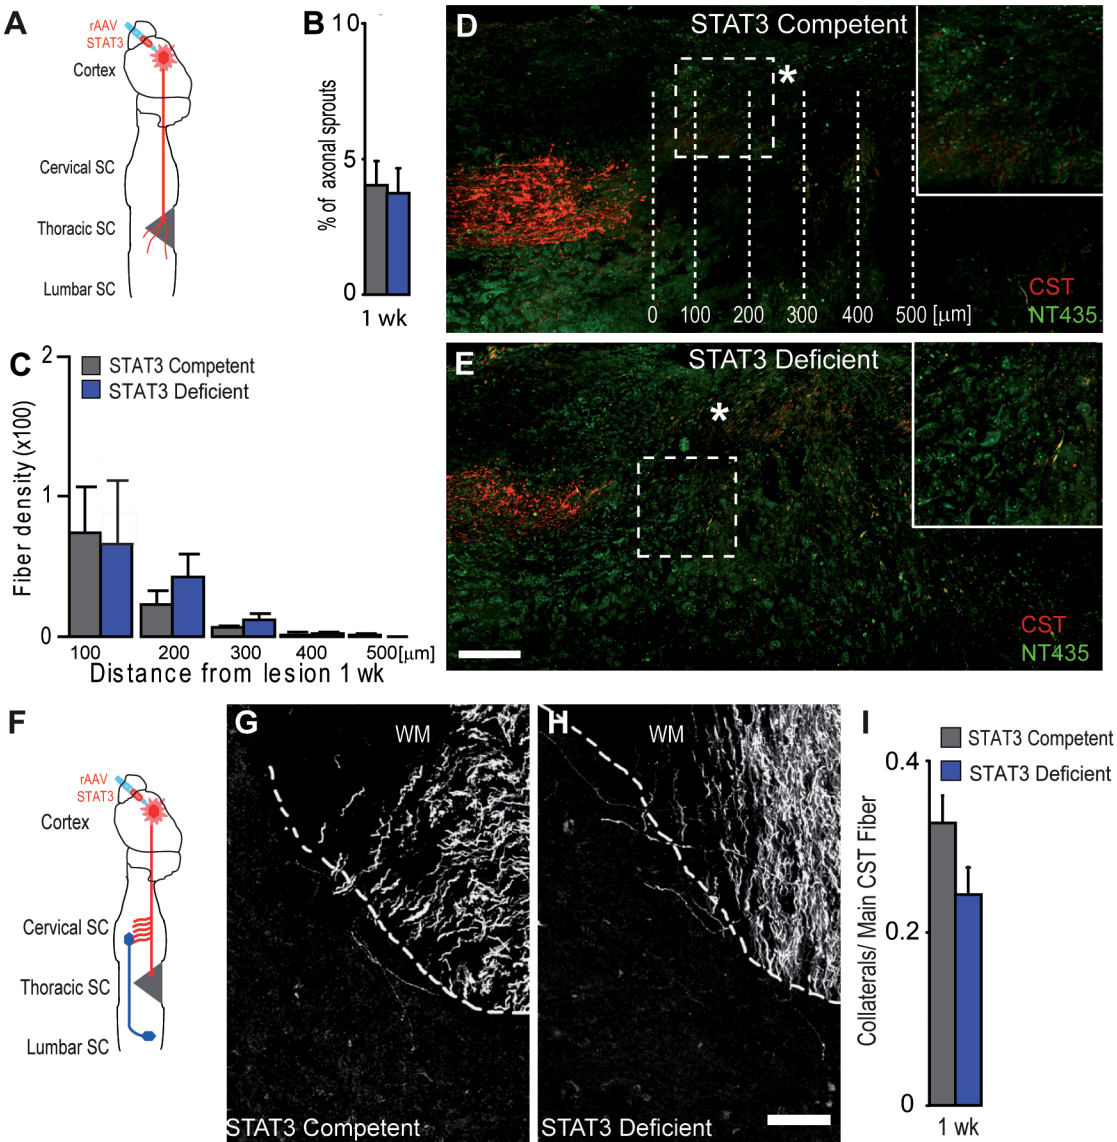 A
rAAV
STAT3
Cortex
Cervical SC
Thoracic SC
Lumbar SC
B
% of axonal sprouts
10
5
0
1 wk
C
Fiber density (x100)
2
1
0
STAT3 Competent
STAT3 Deficient
100 200 300 400 500[µm]
Distance from lesion 1 wk
D
STAT3 Competent
*
0 100 200 300 400 500 [µm]
CST
NT435
E
STAT3 Deficient
*
CST
NT435
F
rAAV
STAT3
Cortex
Cervical SC
Thoracic SC
Lumbar SC
G
WM
STAT3 Competent
H
WM
STAT3 Deficient
I
STAT3 Competent
STAT3 Deficient
Collaterals/ Main CST Fiber
0.4
0.2
0
1 wk